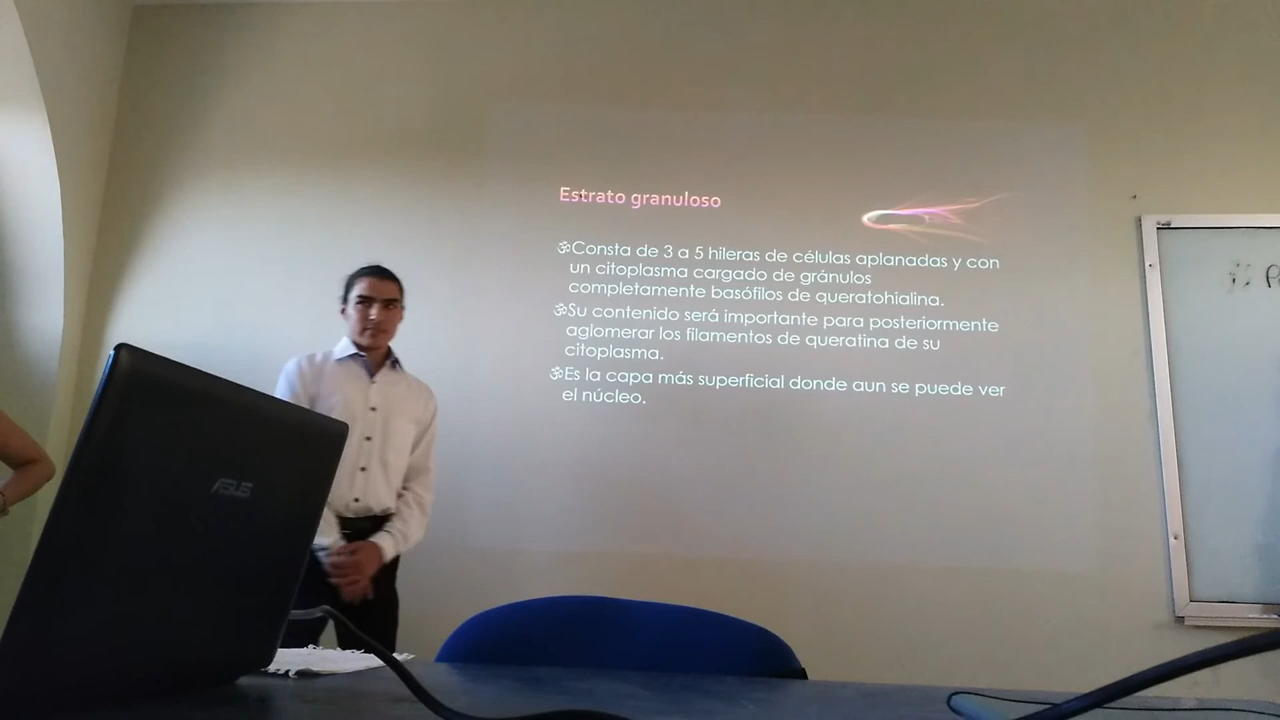 Estrato granuloso
ॐConsta de 3 a 5 hileras de células aplanadas y con
un citoplasma cargado de gránulos
completamente basófilos de queratohialina.
ॐSu contenido será importante para posteriormente
aglomerar los filamentos de queratina de su
citoplasma.
ॐEs la capa más superficial donde aun se puede ver
el núcleo.
ASUS